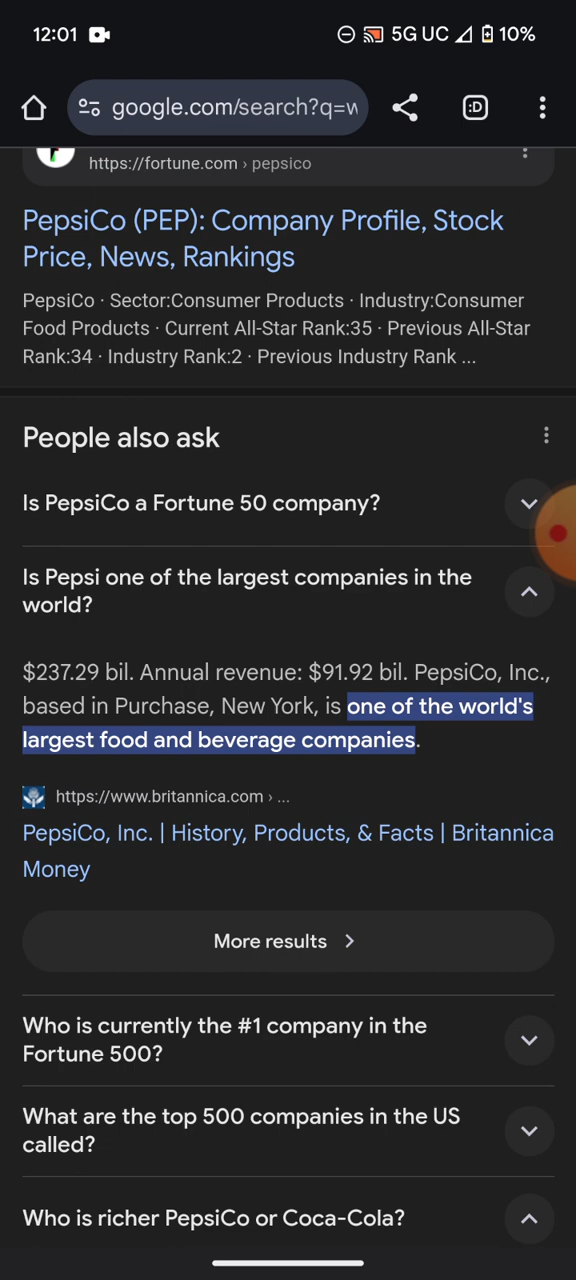 12:01
5G UC
10%
google.com/search?q=w
:D
https://fortune.com › pepsico
PepsiCo (PEP): Company Profile, Stock
Price, News, Rankings
PepsiCo · Sector:Consumer Products · Industry:Consumer
Food Products · Current All-Star Rank:35 · Previous All-Star
Rank:34 · Industry Rank:2 · Previous Industry Rank ...
People also ask
Is PepsiCo a Fortune 50 company?
Is Pepsi one of the largest companies in the
world?
$237.29 bil. Annual revenue: $91.92 bil. PepsiCo, Inc.,
based in Purchase, New York, is one of the world's
largest food and beverage companies.
https://www.britannica.com › ...
PepsiCo, Inc. | History, Products, & Facts | Britannica
Money
More results
Who is currently the #1 company in the
Fortune 500?
What are the top 500 companies in the US
called?
Who is richer PepsiCo or Coca-Cola?